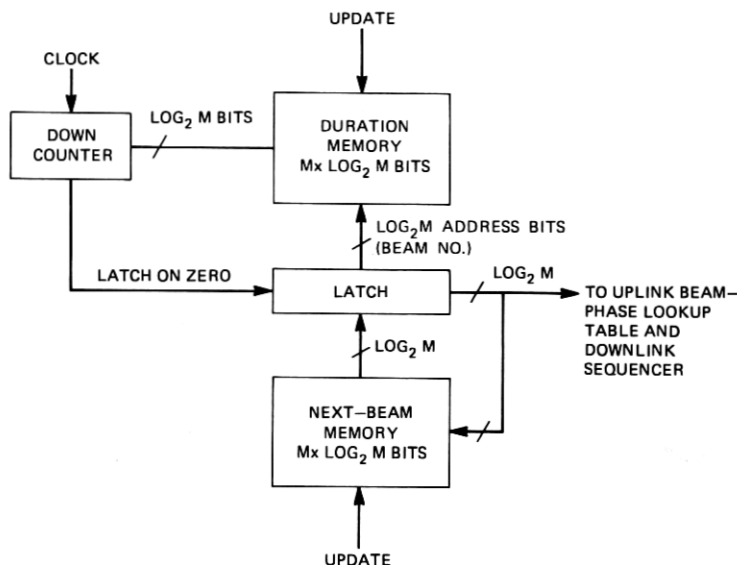 UPDATE
CLOCK
LOG₂ M BITS
DOWN
COUNTER
DURATION
MEMORY
Mx LOG₂ M BITS
LOG₂M ADDRESS BITS
(BEAM NO.)
LOG₂ M
LATCH ON ZERO
LATCH
TO UPLINK BEAM—
PHASE LOOKUP
TABLE AND
DOWNLINK
SEQUENCER
LOG₂ M
NEXT—BEAM
MEMORY
Mx LOG₂ M BITS
UPDATE